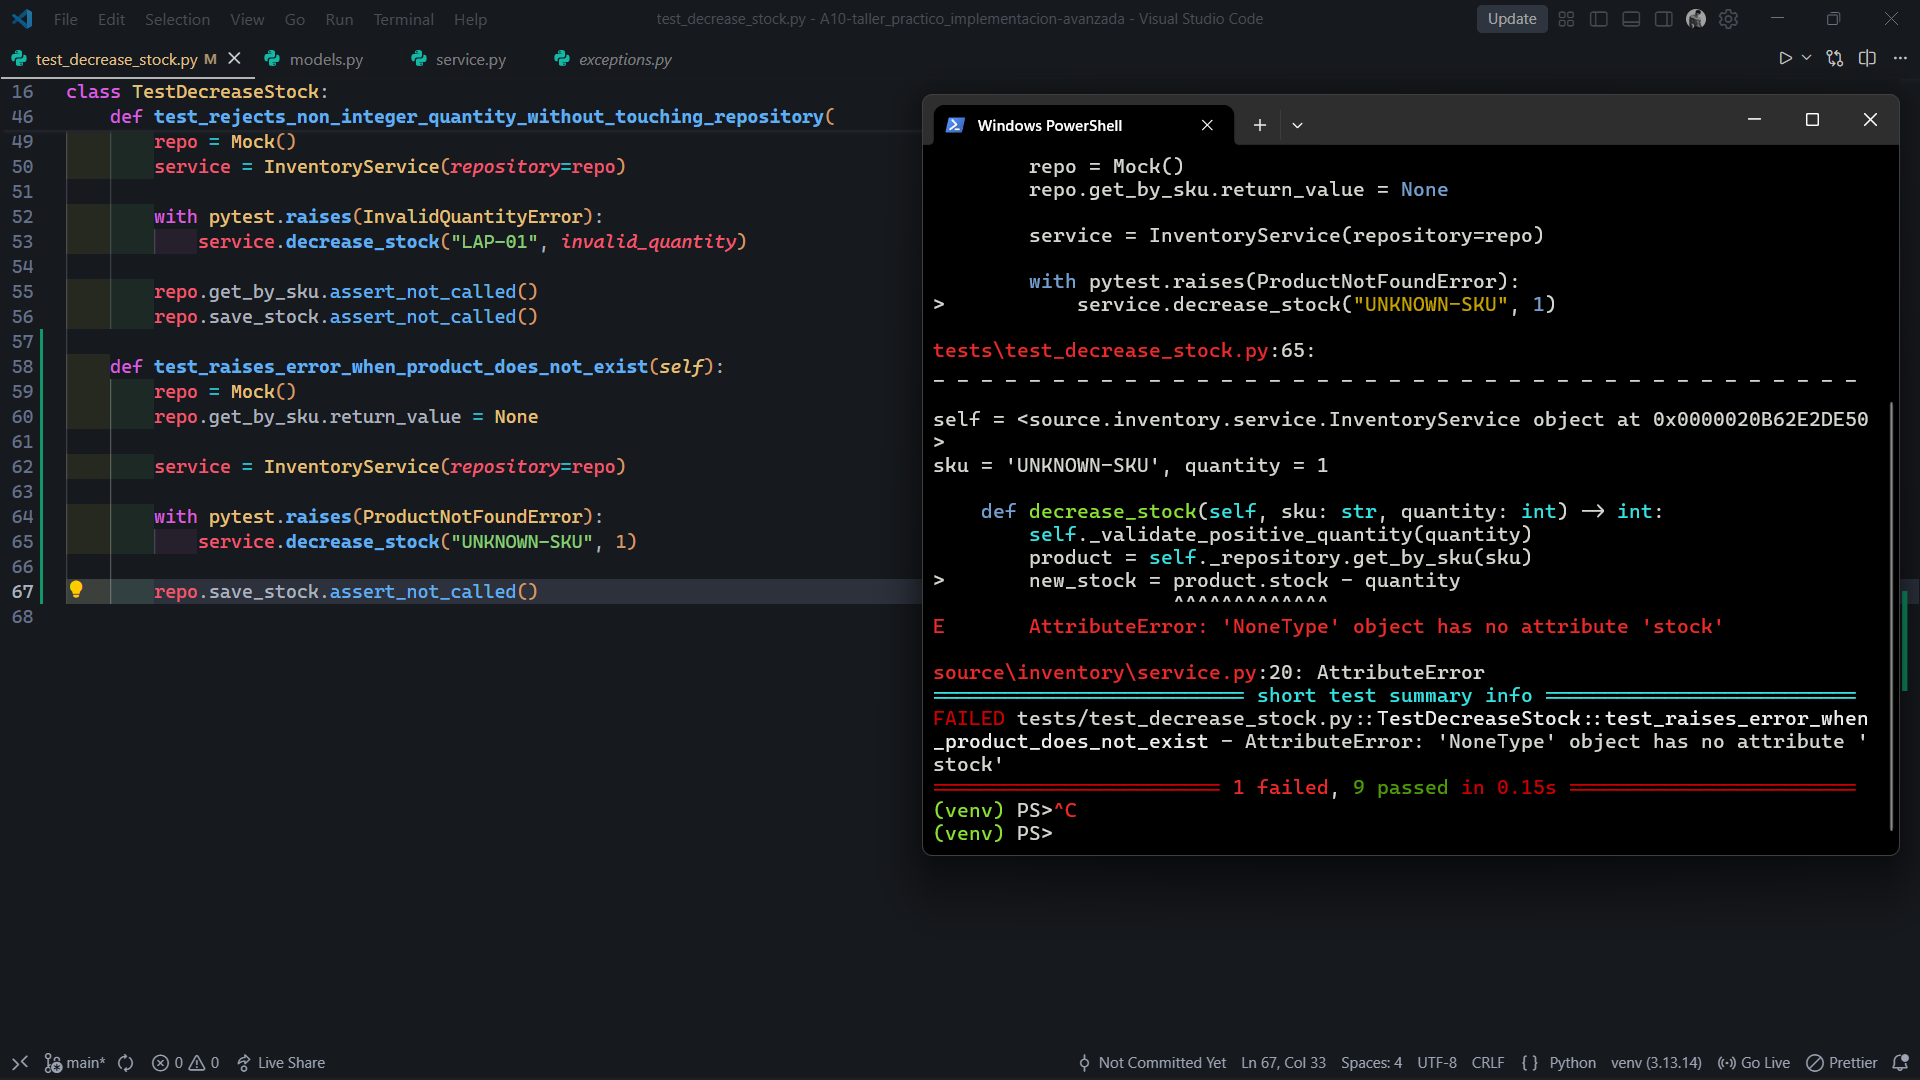 File Edit Selection View Go Run Terminal Help
test_decrease_stock.py - A10-taller_practico_implementacion-avanzada - Visual Studio Code
Update
test_decrease_stock.py M
models.py
service.py
exceptions.py
16 class TestDecreaseStock:
46 def test_rejects_non_integer_quantity_without_touching_repository(
49 repo = Mock()
50 service = InventoryService(repository=repo)
51
52 with pytest.raises(InvalidQuantityError):
53 service.decrease_stock("LAP-01", invalid_quantity)
54
55 repo.get_by_sku.assert_not_called()
56 repo.save_stock.assert_not_called()
57
58 def test_raises_error_when_product_does_not_exist(self):
59 repo = Mock()
60 repo.get_by_sku.return_value = None
61
62 service = InventoryService(repository=repo)
63
64 with pytest.raises(ProductNotFoundError):
65 service.decrease_stock("UNKNOWN-SKU", 1)
66
67 repo.save_stock.assert_not_called()
68
Windows PowerShell
repo = Mock()
repo.get_by_sku.return_value = None
service = InventoryService(repository=repo)
with pytest.raises(ProductNotFoundError):
> service.decrease_stock("UNKNOWN-SKU", 1)
tests\test_decrease_stock.py:65:
_ _ _ _ _ _ _ _ _ _ _ _ _ _ _ _ _ _ _ _ _ _ _ _ _ _ _ _ _ _ _ _ _ _ _ _ _ _ _
self = <source.inventory.service.InventoryService object at 0x0000020B62E2DE50
>
sku = 'UNKNOWN-SKU', quantity = 1
def decrease_stock(self, sku: str, quantity: int) -> int:
self._validate_positive_quantity(quantity)
product = self._repository.get_by_sku(sku)
> new_stock = product.stock - quantity
^^^^^^^^^^^^^
E AttributeError: 'NoneType' object has no attribute 'stock'
source\inventory\service.py:20: AttributeError
========================== short test summary info ==========================
FAILED tests/test_decrease_stock.py::TestDecreaseStock::test_raises_error_when
_product_does_not_exist - AttributeError: 'NoneType' object has no attribute '
stock'
======================== 1 failed, 9 passed in 0.15s ========================
(venv) PS>^C
(venv) PS>
main* 0 0 Live Share
Not Committed Yet Ln 67, Col 33 Spaces: 4 UTF-8 CRLF { } Python venv (3.13.14) Go Live Prettier